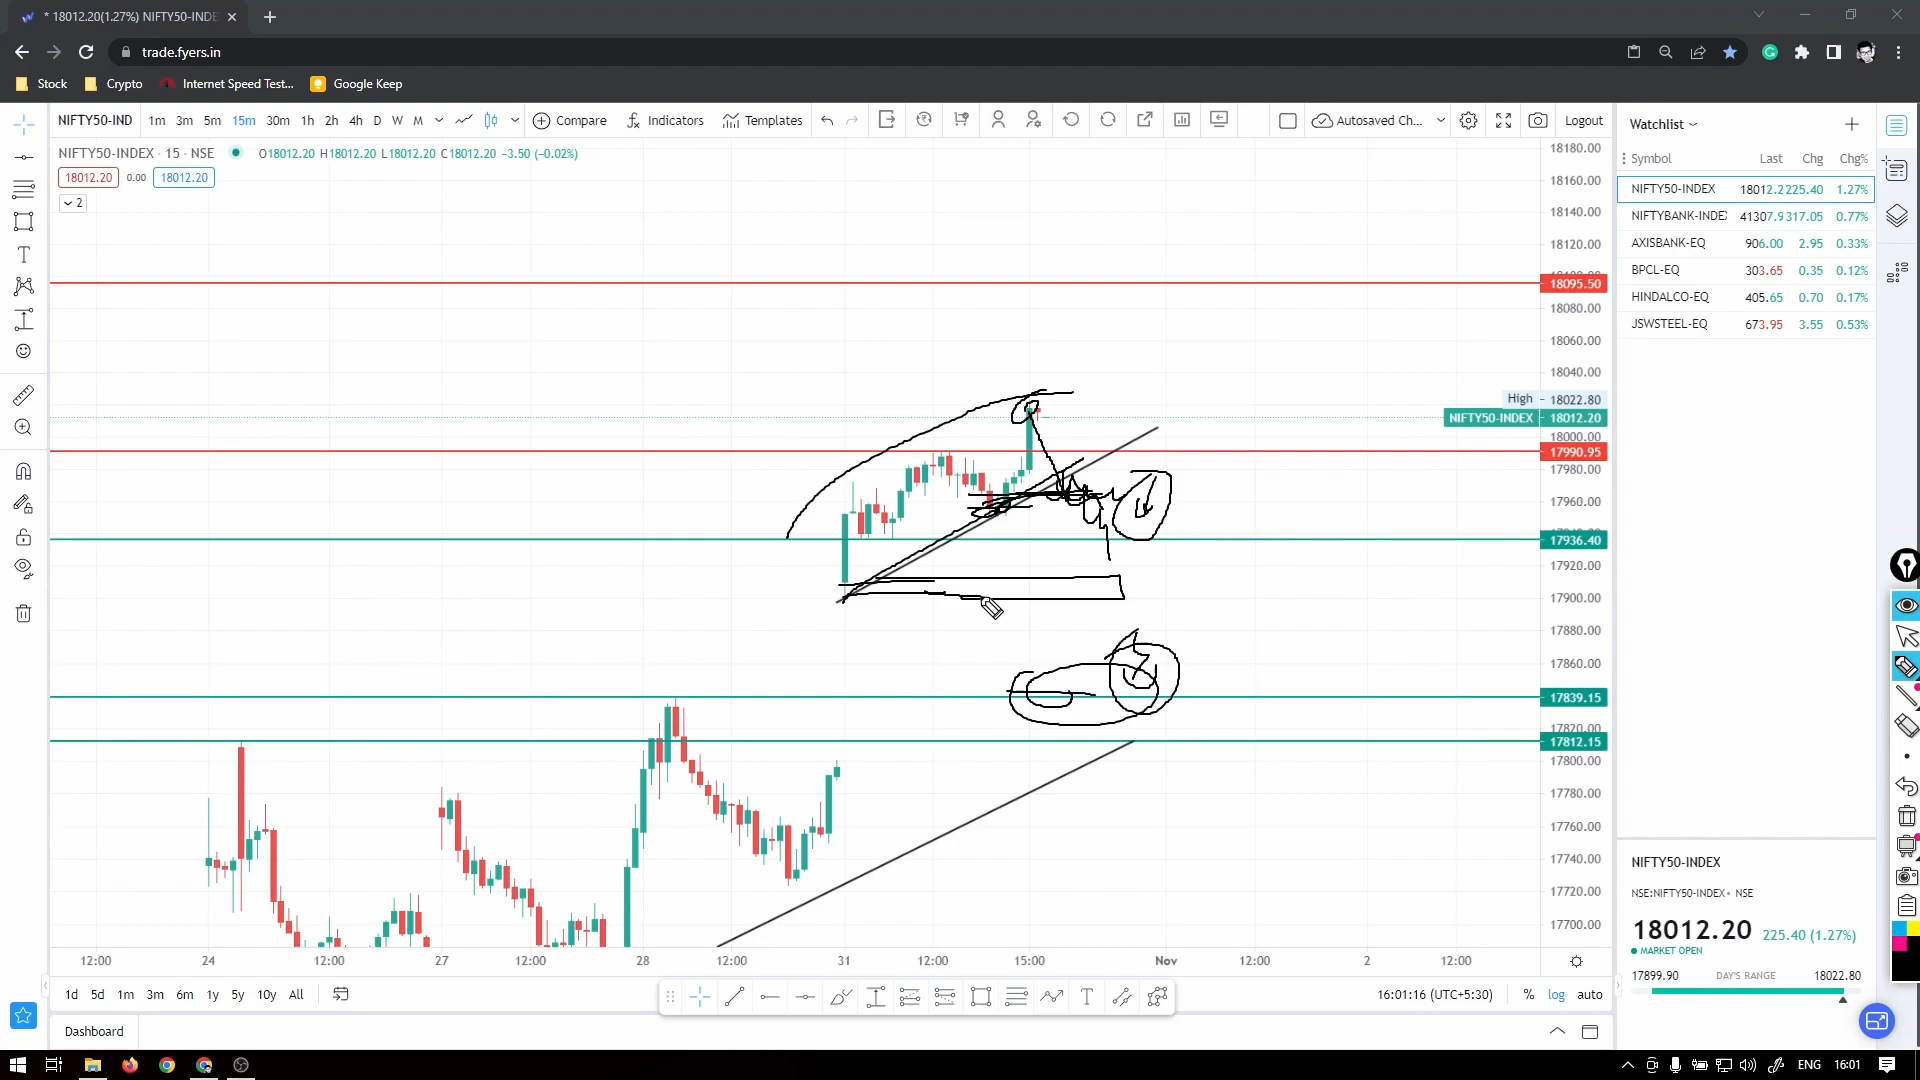 * 18012.20(1.27%) NIFTY50-INDE
trade.fyers.in
Stock Crypto Internet Speed Test... Google Keep
NIFTY50-IND 1m 3m 5m 15m 30m 1h 2h 4h D W M Compare Indicators Templates Autosaved Ch... Logout
NIFTY50-INDEX · 15 · NSE O18012.20 H18012.20 L18012.20 C18012.20 −3.50 (−0.02%)
18012.20 0.00 18012.20
2
18180.00
18160.00
18140.00
18120.00
18095.50
18080.00
18060.00
18040.00
High 18022.80
NIFTY50-INDEX 18012.20
18000.00
17990.95
17980.00
17960.00
17936.40
17920.00
17900.00
17880.00
17860.00
17839.15
17820.00
17812.15
17800.00
17780.00
17760.00
17740.00
17720.00
17700.00
12:00 24 12:00 27 12:00 28 12:00 31 12:00 15:00 Nov 12:00 2 12:00
1d 5d 1m 3m 6m 1y 5y 10y All 16:01:16 (UTC+5:30) % log auto
Dashboard
Watchlist
Symbol Last Chg Chg%
NIFTY50-INDEX 18012.2 225.40 1.27%
NIFTYBANK-INDEX 41307.9 317.05 0.77%
AXISBANK-EQ 906.00 2.95 0.33%
BPCL-EQ 303.65 0.35 0.12%
HINDALCO-EQ 405.65 0.70 0.17%
JSWSTEEL-EQ 673.95 3.55 0.53%
NIFTY50-INDEX
NSE:NIFTY50-INDEX • NSE
18012.20 225.40 (1.27%)
MARKET OPEN
17899.90 DAY'S RANGE 18022.80
ENG 16:01